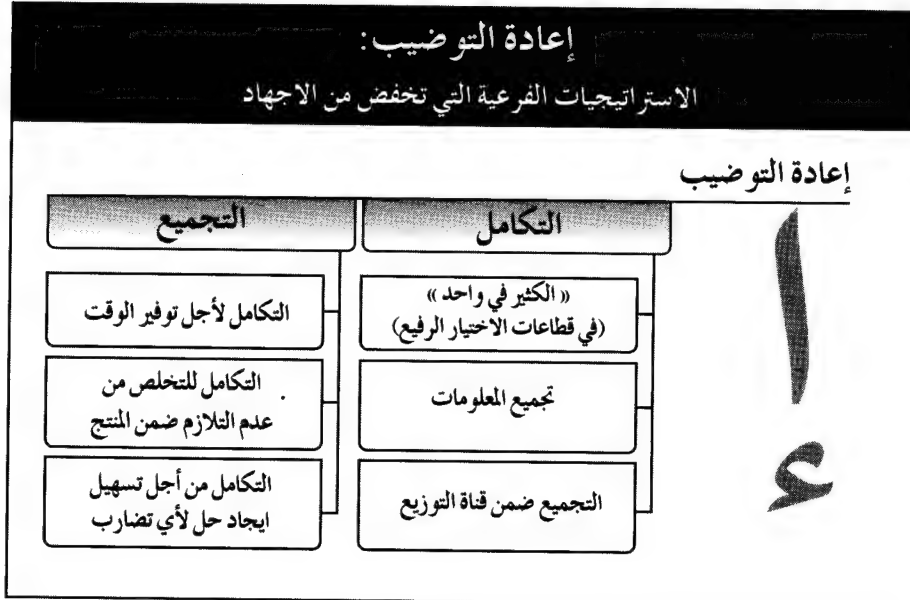 إعادة التوضيب:
الاستراتيجيات الفرعية التي تخفض من الاجهاد
إعادة التوضيب
إ
التكامل
« الكثير في واحد »
(في قطاعات الاختيار الرفيع)
تجميع المعلومات
التجميع ضمن قناة التوزيع
التجميع
التكامل لأجل توفير الوقت
التكامل للتخلص من
عدم التلازم ضمن المنتج
التكامل من أجل تسهيل
ايجاد حل لأي تضارب